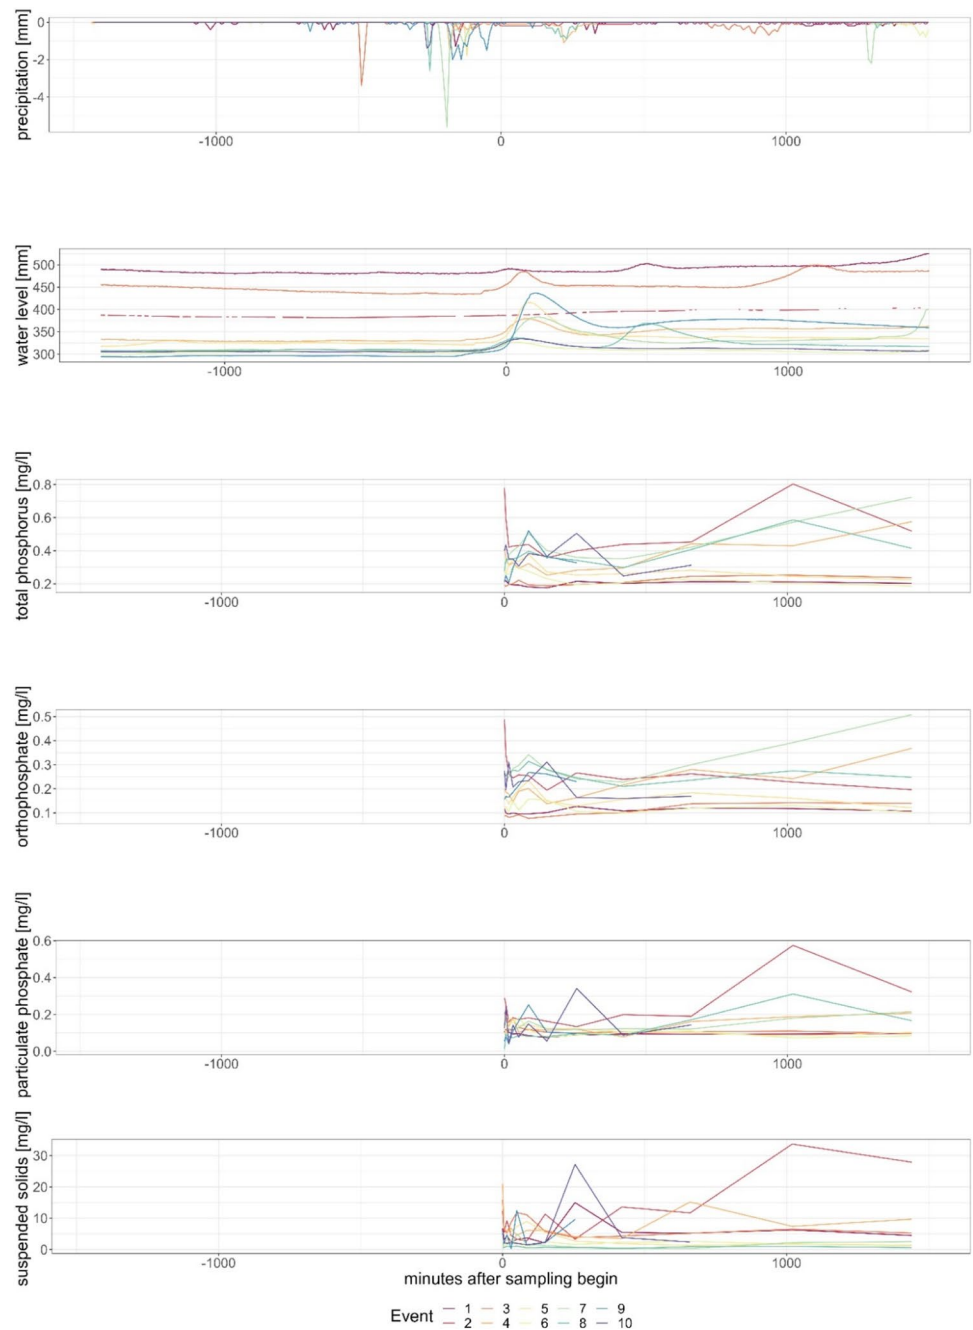 precipitation [mm]
0
-2
-4
-1000 0 1000
water level [mm]
500
450
400
350
300
-1000 0 1000
total phosphorus [mg/l]
0.8
0.6
0.4
0.2
-1000 0 1000
orthophosphate [mg/l]
0.5
0.4
0.3
0.2
0.1
-1000 0 1000
particulate phosphate [mg/l]
0.6
0.4
0.2
0.0
-1000 0 1000
suspended solids [mg/l]
30
20
10
0
-1000 0 1000
minutes after sampling begin
Event 1 3 5 7 9
2 4 6 8 10